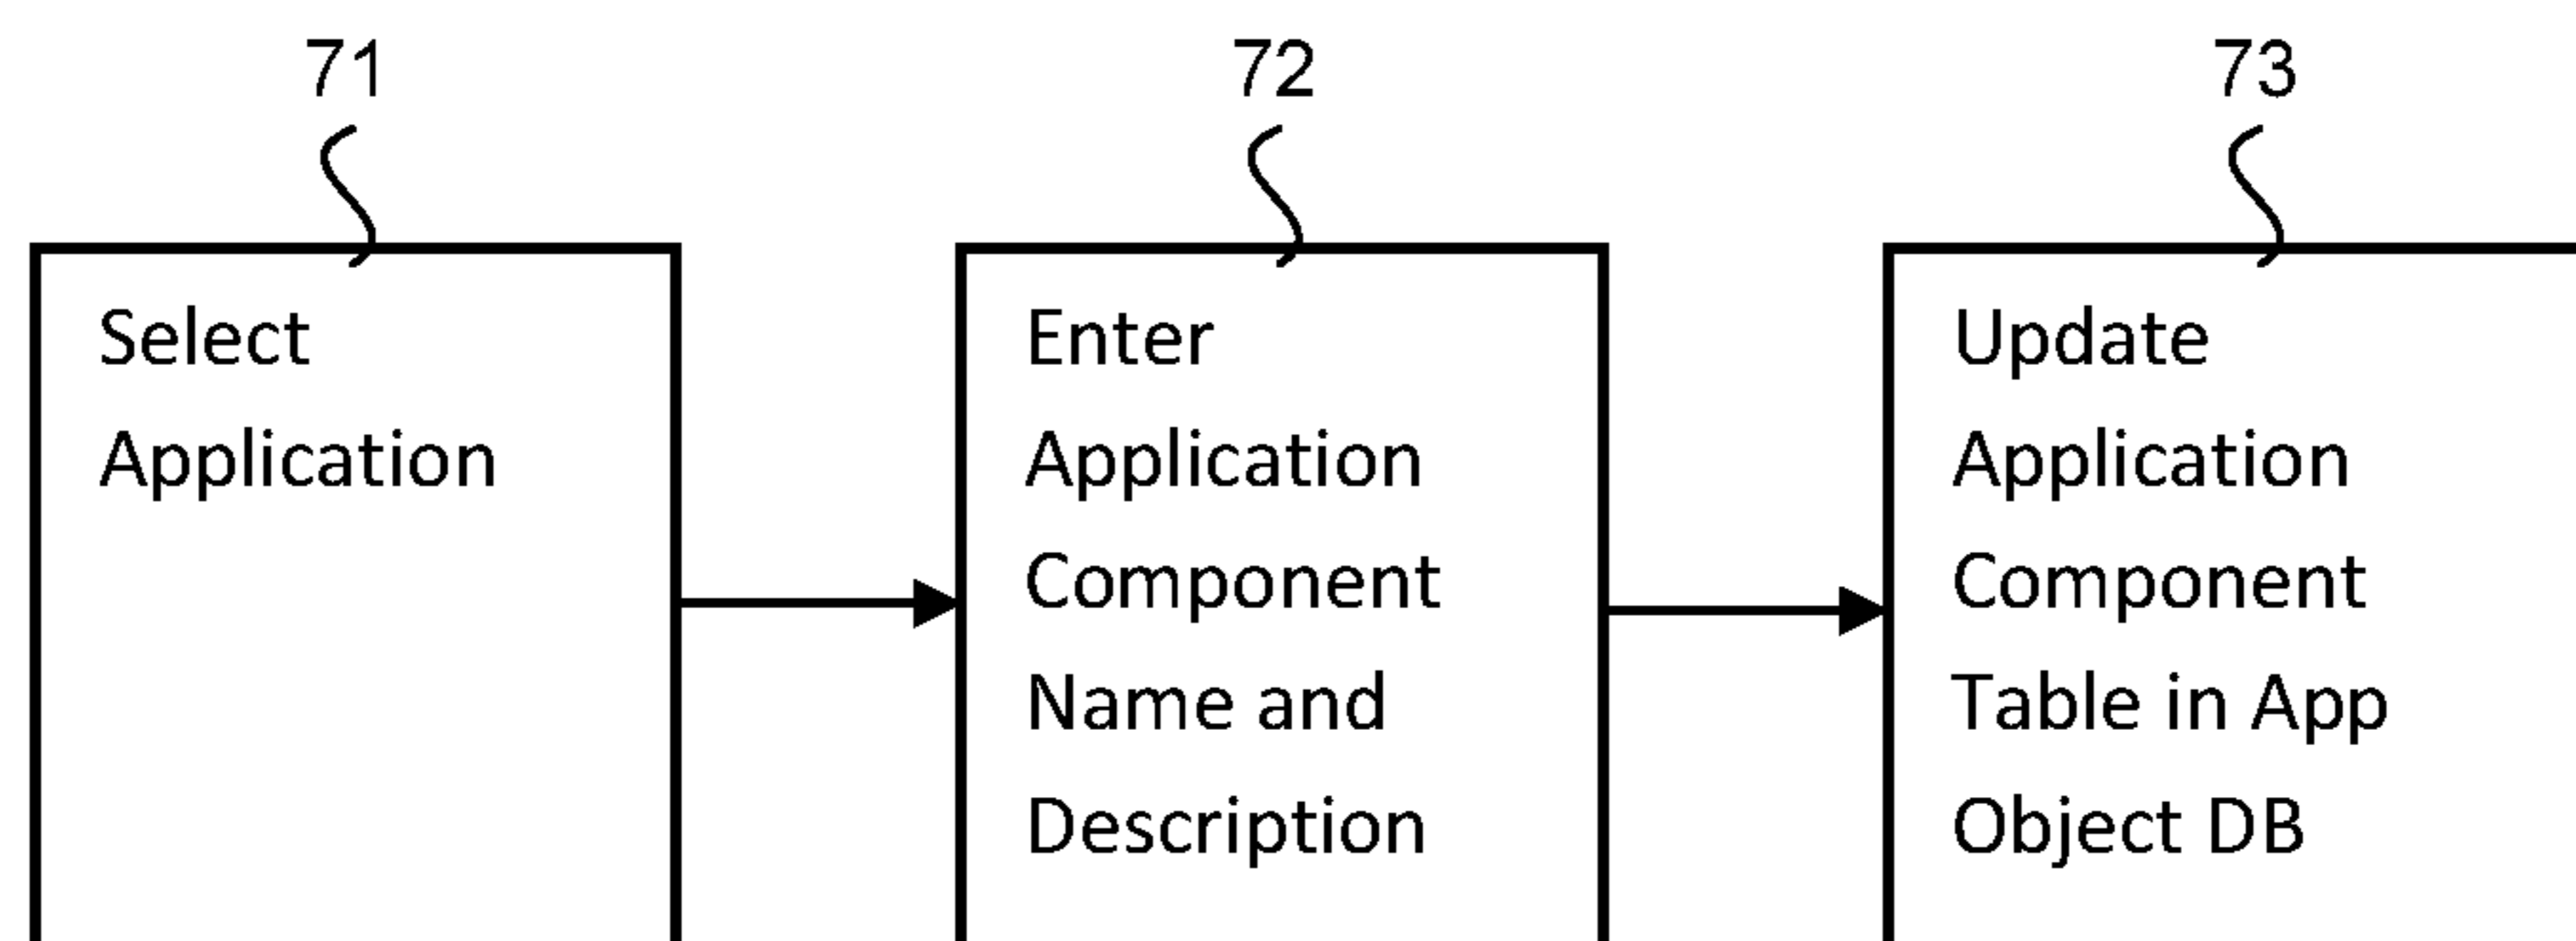 71
72
73
Select
Application
Enter
Application
Component
Name and
Description
Update
Application
Component
Table in App
Object DB